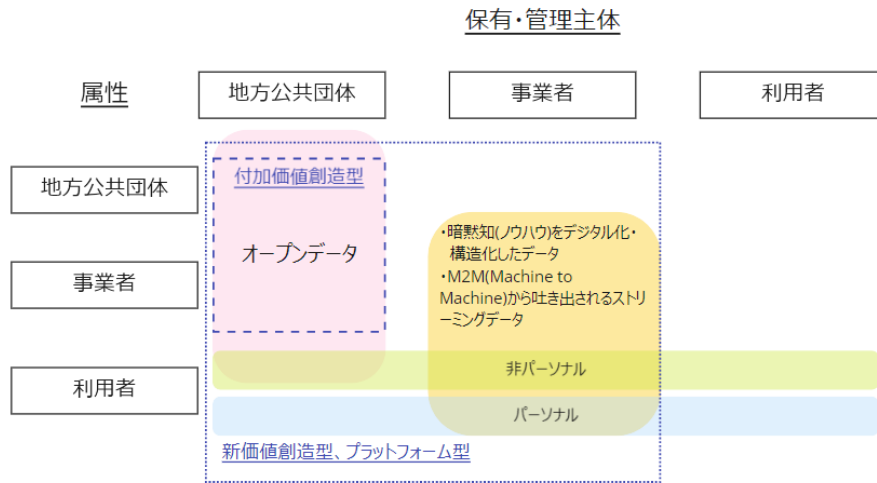 保有・管理主体
属性
地方公共団体
事業者
利用者
地方公共団体
事業者
利用者
付加価値創造型
オープンデータ
・暗黙知(ノウハウ)をデジタル化・
構造化したデータ
・M2M(Machine to
Machine)から吐き出されるストリ
ーミングデータ
非パーソナル
パーソナル
新価値創造型、プラットフォーム型